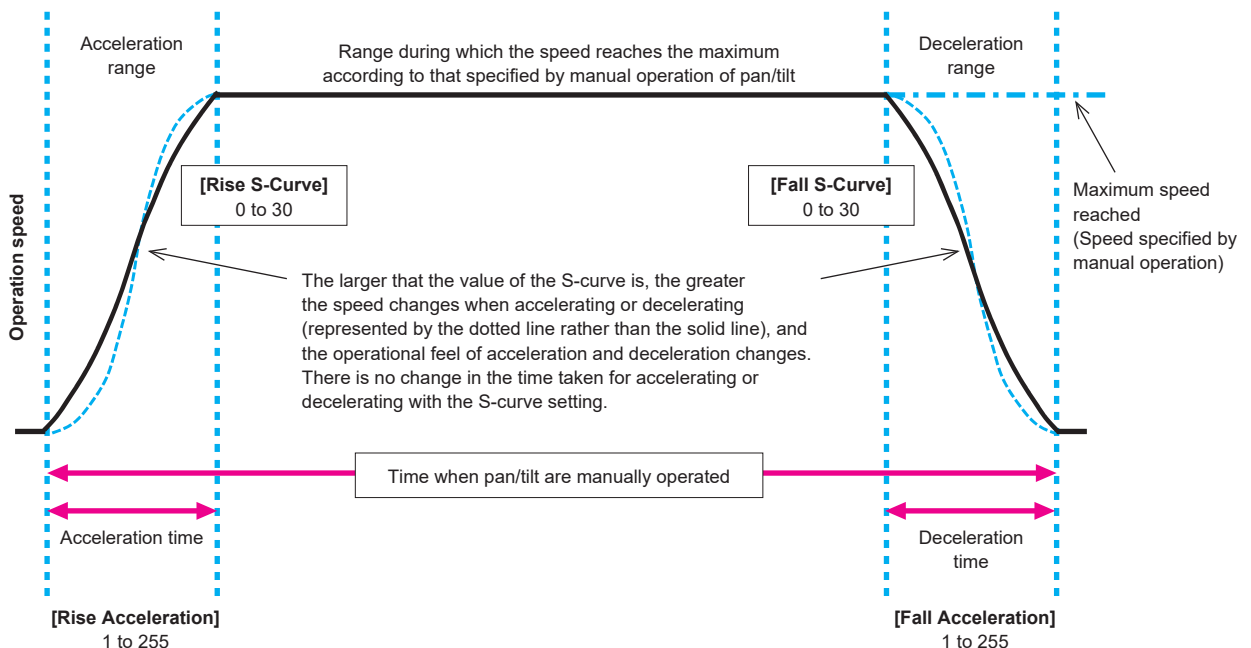 Acceleration
range
Range during which the speed reaches the maximum
according to that specified by manual operation of pan/tilt
Deceleration
range
Operation speed
[Rise S-Curve]
0 to 30
[Fall S-Curve]
0 to 30
Maximum speed
reached
(Speed specified by
manual operation)
The larger that the value of the S-curve is, the greater
the speed changes when accelerating or decelerating
(represented by the dotted line rather than the solid line), and
the operational feel of acceleration and deceleration changes.
There is no change in the time taken for accelerating or
decelerating with the S-curve setting.
Time when pan/tilt are manually operated
Acceleration time
Deceleration
time
[Rise Acceleration]
1 to 255
[Fall Acceleration]
1 to 255